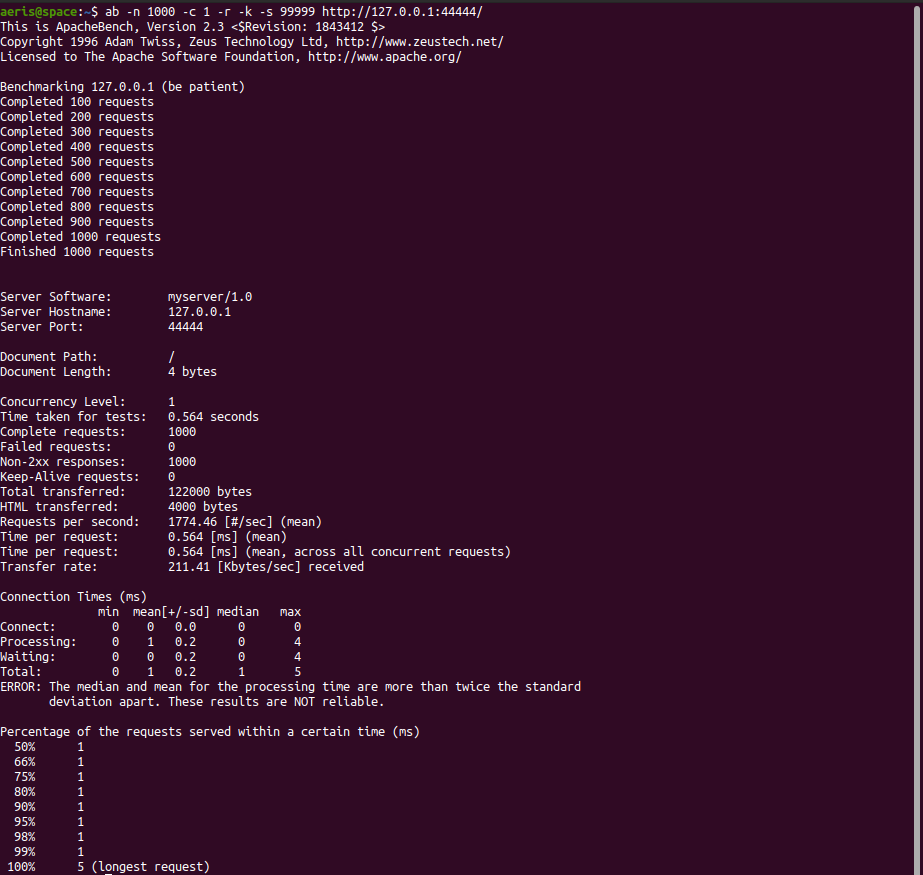 aeris@space:~$ ab -n 1000 -c 1 -r -k -s 99999 http://127.0.0.1:44444/
This is ApacheBench, Version 2.3 <$Revision: 1843412 $>
Copyright 1996 Adam Twiss, Zeus Technology Ltd, http://www.zeustech.net/
Licensed to The Apache Software Foundation, http://www.apache.org/

Benchmarking 127.0.0.1 (be patient)
Completed 100 requests
Completed 200 requests
Completed 300 requests
Completed 400 requests
Completed 500 requests
Completed 600 requests
Completed 700 requests
Completed 800 requests
Completed 900 requests
Completed 1000 requests
Finished 1000 requests


Server Software:        myserver/1.0
Server Hostname:        127.0.0.1
Server Port:            44444

Document Path:          /
Document Length:        4 bytes

Concurrency Level:      1
Time taken for tests:   0.564 seconds
Complete requests:      1000
Failed requests:        0
Non-2xx responses:      1000
Keep-Alive requests:    0
Total transferred:      122000 bytes
HTML transferred:       4000 bytes
Requests per second:    1774.46 [#/sec] (mean)
Time per request:       0.564 [ms] (mean)
Time per request:       0.564 [ms] (mean, across all concurrent requests)
Transfer rate:          211.41 [Kbytes/sec] received

Connection Times (ms)
              min  mean[+/-sd] median   max
Connect:        0    0   0.0      0       0
Processing:     0    1   0.2      0       4
Waiting:        0    0   0.2      0       4
Total:          0    1   0.2      1       5
ERROR: The median and mean for the processing time are more than twice the standard
       deviation apart. These results are NOT reliable.

Percentage of the requests served within a certain time (ms)
  50%      1
  66%      1
  75%      1
  80%      1
  90%      1
  95%      1
  98%      1
  99%      1
 100%      5 (longest request)